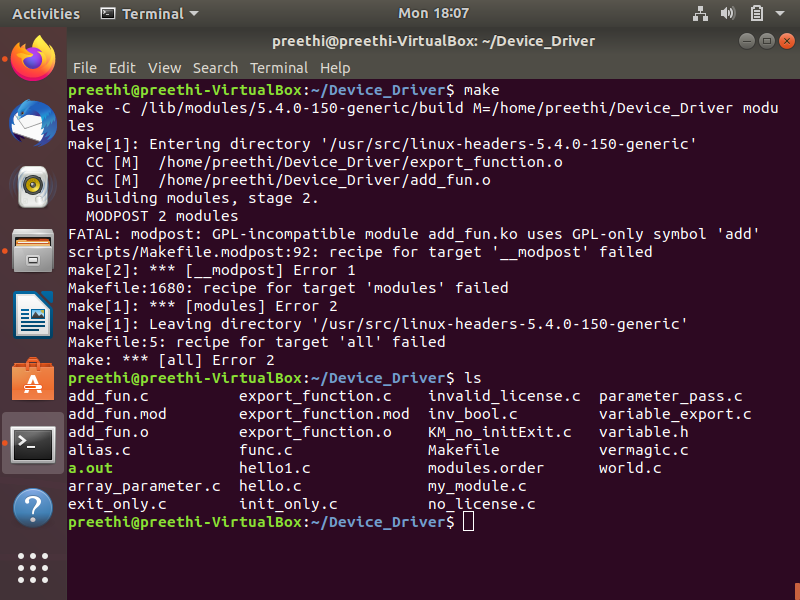 Activities Terminal Mon 18:07
preethi@preethi-VirtualBox: ~/Device_Driver
File Edit View Search Terminal Help
preethi@preethi-VirtualBox:~/Device_Driver$ make
make -C /lib/modules/5.4.0-150-generic/build M=/home/preethi/Device_Driver modu
les
make[1]: Entering directory '/usr/src/linux-headers-5.4.0-150-generic'
  CC [M]  /home/preethi/Device_Driver/export_function.o
  CC [M]  /home/preethi/Device_Driver/add_fun.o
  Building modules, stage 2.
  MODPOST 2 modules
FATAL: modpost: GPL-incompatible module add_fun.ko uses GPL-only symbol 'add'
scripts/Makefile.modpost:92: recipe for target '__modpost' failed
make[2]: *** [__modpost] Error 1
Makefile:1680: recipe for target 'modules' failed
make[1]: *** [modules] Error 2
make[1]: Leaving directory '/usr/src/linux-headers-5.4.0-150-generic'
Makefile:5: recipe for target 'all' failed
make: *** [all] Error 2
preethi@preethi-VirtualBox:~/Device_Driver$ ls
add_fun.c          export_function.c    invalid_license.c  parameter_pass.c
add_fun.mod        export_function.mod  inv_bool.c         variable_export.c
add_fun.o          export_function.o    KM_no_initExit.c   variable.h
alias.c            func.c               Makefile           vermagic.c
a.out              hello1.c             modules.order      world.c
array_parameter.c  hello.c              my_module.c
exit_only.c        init_only.c          no_license.c
preethi@preethi-VirtualBox:~/Device_Driver$